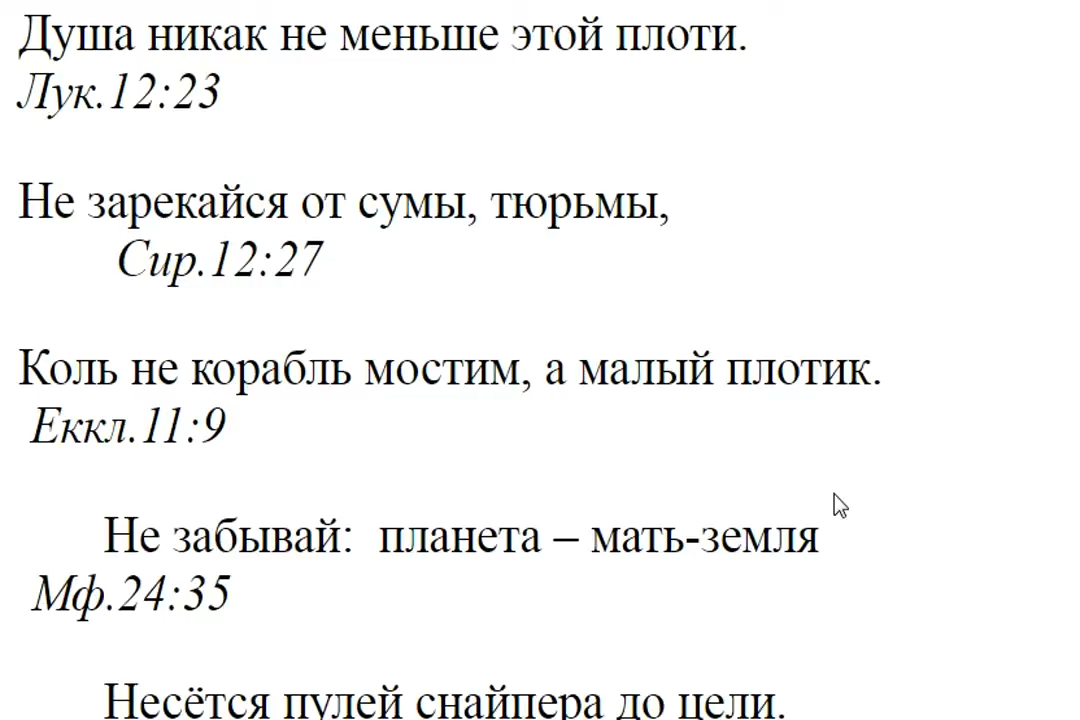 Душа никак не меньше этой плоти.
Лук.12:23
Не зарекайся от сумы, тюрьмы,
Сир.12:27
Коль не корабль мостим, а малый плотик.
Еккл.11:9
Не забывай:  планета – мать-земля
Мф.24:35
Несётся пулей снайпера до цели.